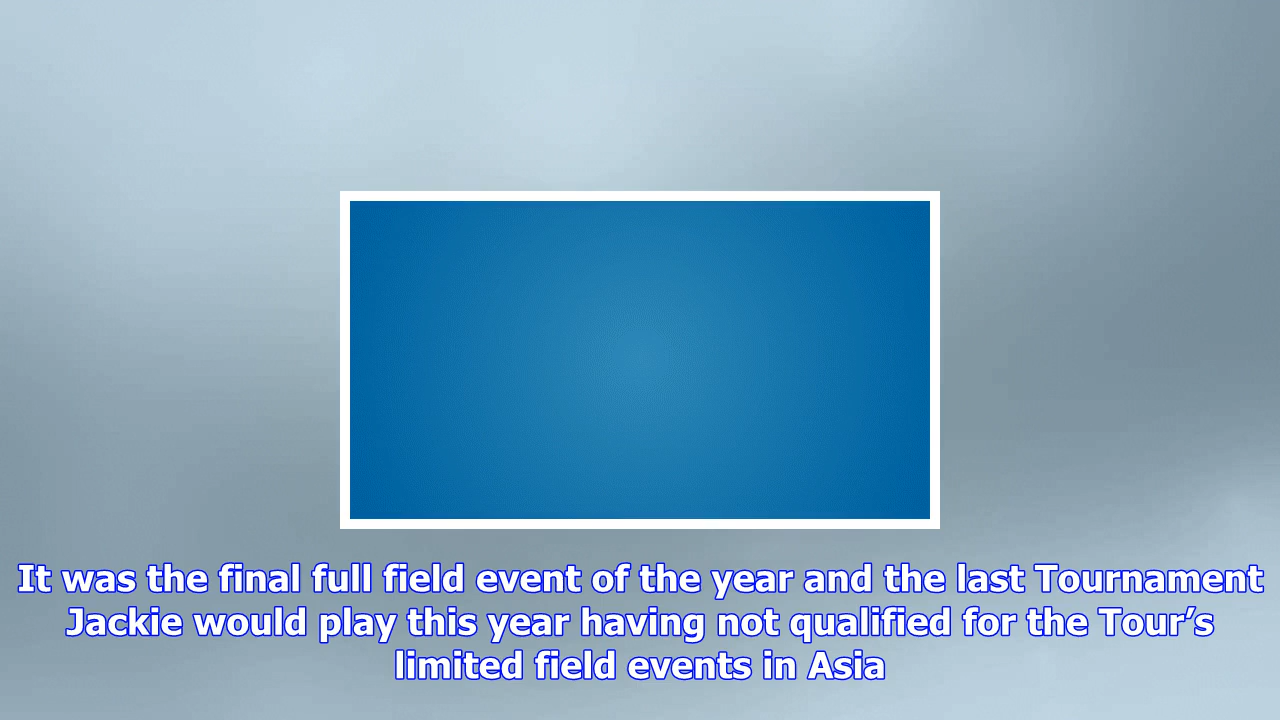 It was the final full field event of the year and the last Tournament
Jackie would play this year having not qualified for the Tour’s
limited field events in Asia